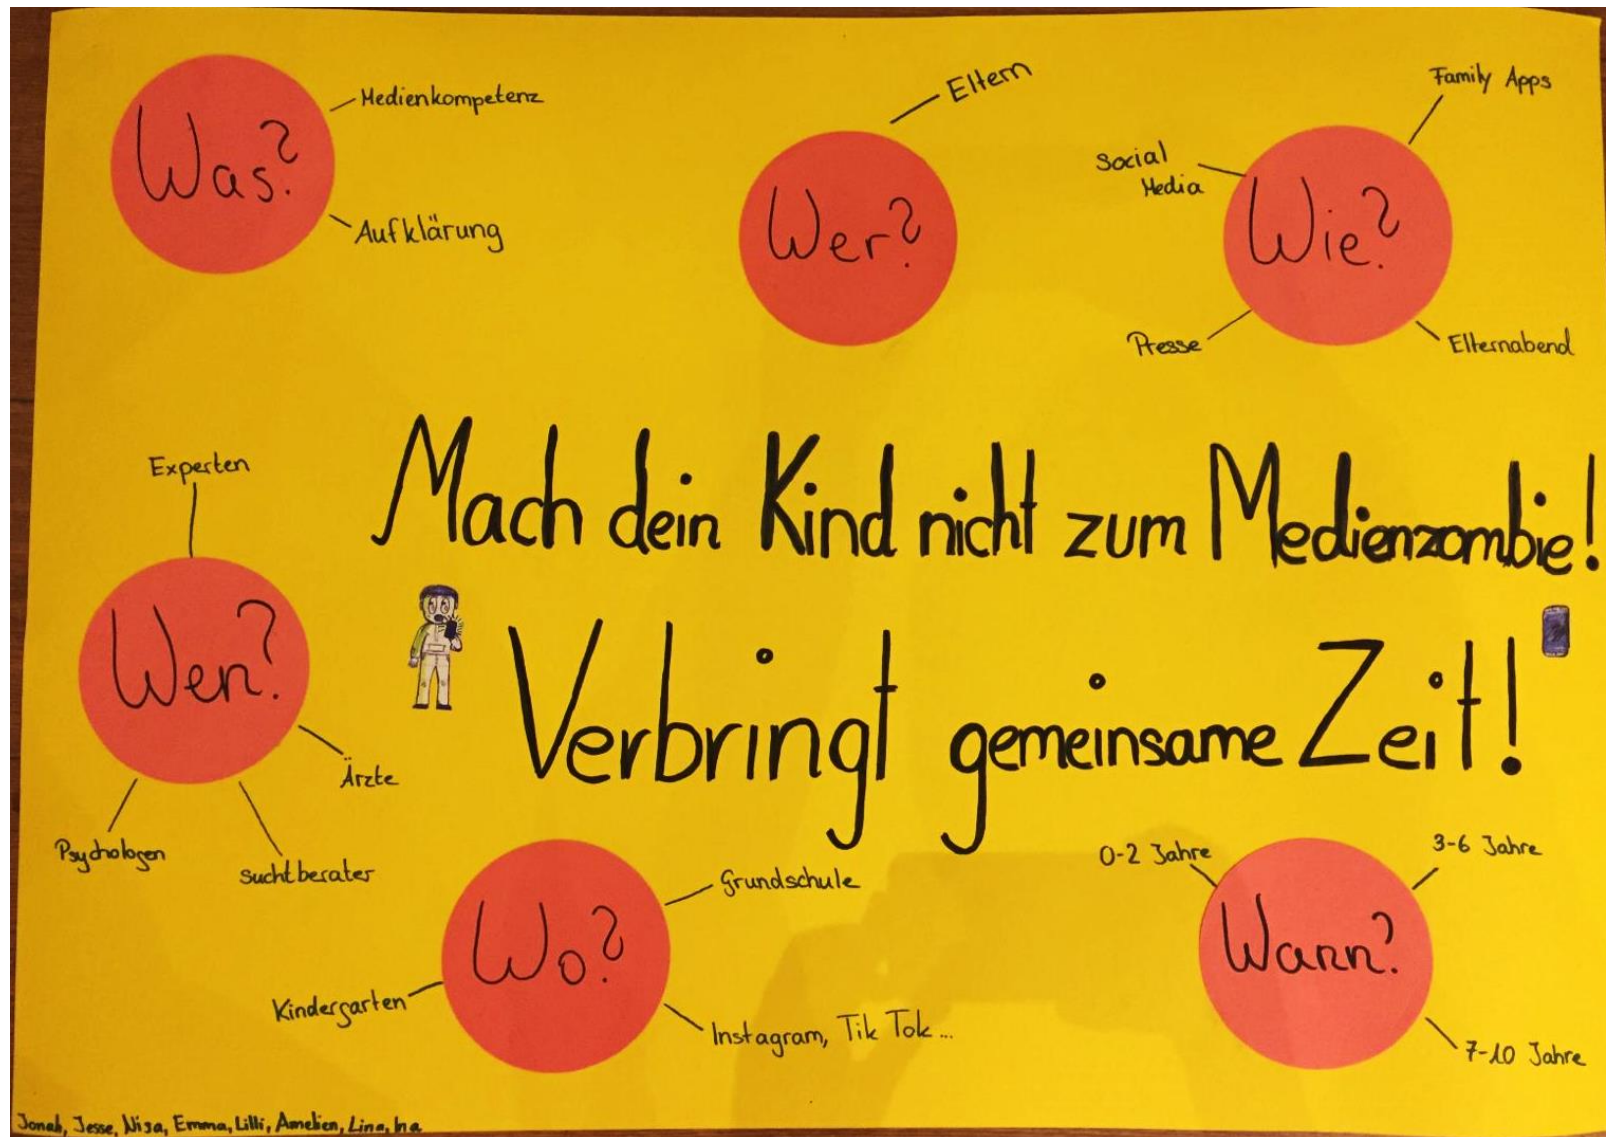 Was?
Medienkompetenz
Aufklärung
Wer?
Eltern
Wie?
Family Apps
Social
Media
Presse
Elternabend
Mach dein Kind nicht zum Medienzombie!
Verbringt gemeinsame Zeit!
Wen?
Experten
Ärzte
Psychologen
Suchtberater
Wo?
Grundschule
Kindergarten
Instagram, Tik Tok...
Wann?
0-2 Jahre
3-6 Jahre
7-10 Jahre
Jonah, Jesse, Nisa, Emma, Lilli, Amelien, Lina, Ina